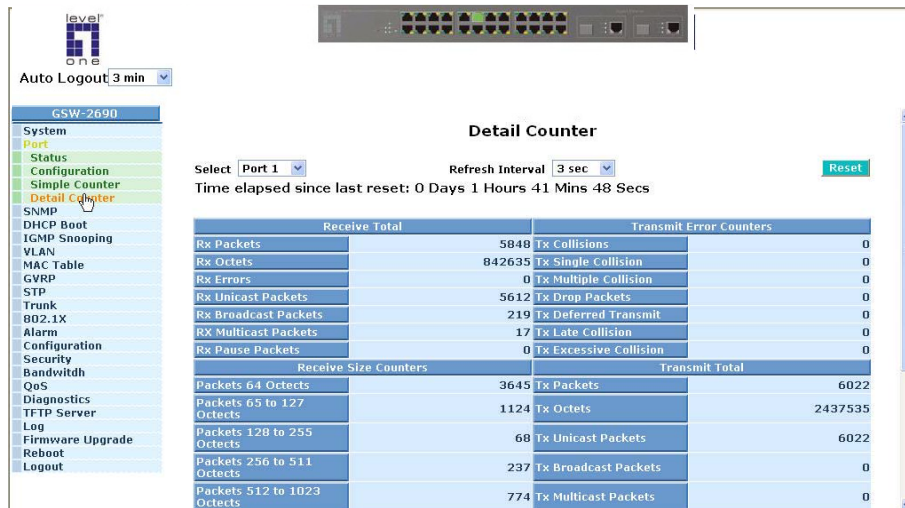 level
one
Auto Logout 3 min
GSW-2690
System
Port
Status
Configuration
Simple Counter
Detail Counter
SNMP
DHCP Boot
IGMP Snooping
VLAN
MAC Table
GVRP
STP
Trunk
802.1X
Alarm
Configuration
Security
Bandwitdh
QoS
Diagnostics
TFTP Server
Log
Firmware Upgrade
Reboot
Logout
Detail Counter
Select Port 1 Refresh Interval 3 sec Reset
Time elapsed since last reset: 0 Days 1 Hours 41 Mins 48 Secs
Receive Total Transmit Error Counters
Rx Packets 5848 Tx Collisions 0
Rx Octets 842635 Tx Single Collision 0
Rx Errors 0 Tx Multiple Collision 0
Rx Unicast Packets 5612 Tx Drop Packets 0
Rx Broadcast Packets 219 Tx Deferred Transmit 0
RX Multicast Packets 17 Tx Late Collision 0
Rx Pause Packets 0 Tx Excessive Collision 0
Receive Size Counters Transmit Total
Packets 64 Octects 3645 Tx Packets 6022
Packets 65 to 127
Octects 1124 Tx Octets 2437535
Packets 128 to 255
Octects 68 Tx Unicast Packets 6022
Packets 256 to 511
Octects 237 Tx Broadcast Packets 0
Packets 512 to 1023
Octects 774 Tx Multicast Packets 0